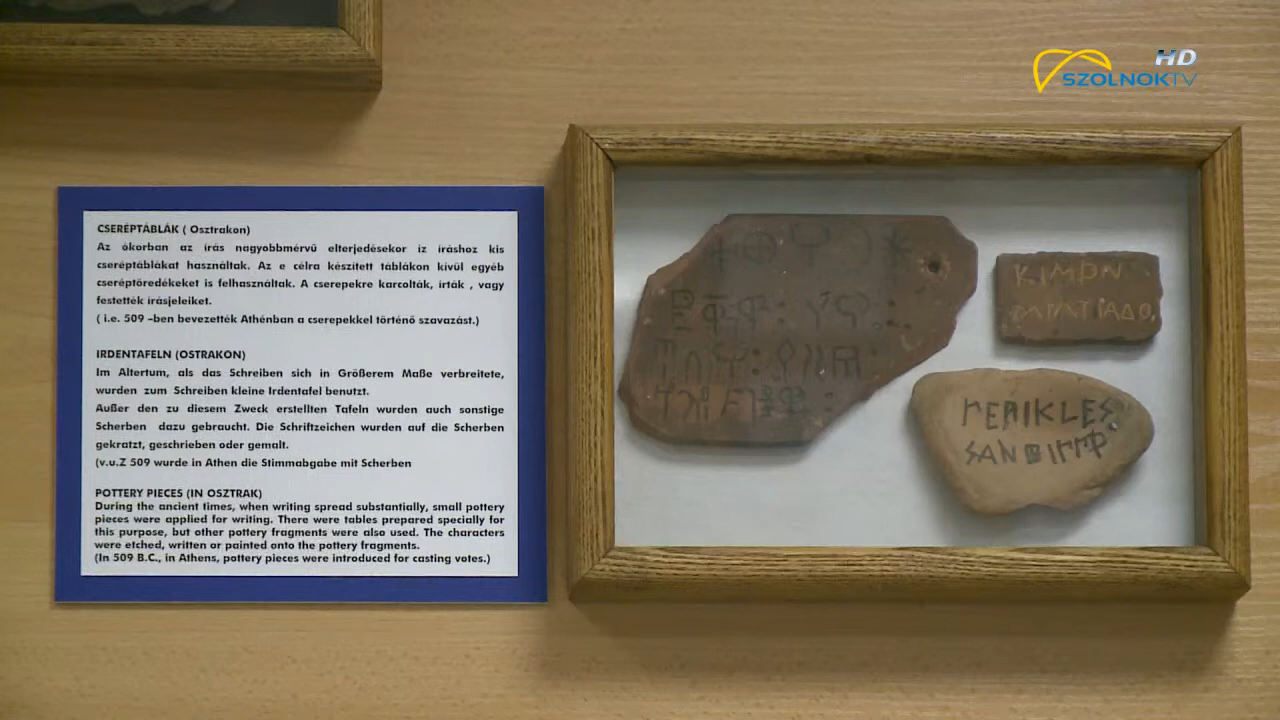 HD
SZOLNOKTV
CSERÉPTÁBLÁK ( Osztrakon)
Az ókorban az írás nagyobbmérvű elterjedésekor iz íráshoz kis
cseréptáblákat használtak. Az e célra készített táblákon kívül egyéb
cseréptöredékeket is felhasználtak. A cserepekre karcolták, írták , vagy
festették írásjeleiket.
( i.e. 509 –ben bevezették Athénban a cserepekkel történő szavazást.)
IRDENTAFELN (OSTRAKON)
Im Altertum, als das Schreiben sich in Größerem Maße verbreitete,
wurden zum Schreiben kleine Irdentafel benutzt.
Außer den zu diesem Zweck erstellten Tafeln wurden auch sonstige
Scherben dazu gebraucht. Die Schriftzeichen wurden auf die Scherben
gekratzt, geschrieben oder gemalt.
(v.u.Z 509 wurde in Athen die Stimmabgabe mit Scherben
POTTERY PIECES (IN OSZTRAK)
During the ancient times, when writing spread substantially, small pottery
pieces were applied for writing. There were tables prepared specially for
this purpose, but other pottery fragments were also used. The characters
were etched, written or painted onto the pottery fragments.
(In 509 B.C., in Athens, pottery pieces were introduced for casting votes.)
KIMON